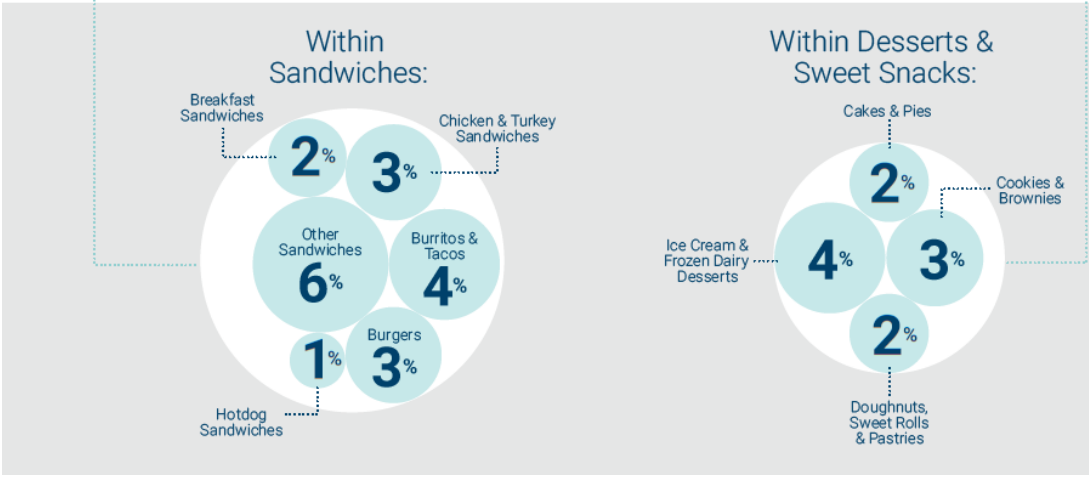 Within
Sandwiches:
Breakfast
Sandwiches
2%
Chicken & Turkey
Sandwiches
3%
Other
Sandwiches
6%
Burritos &
Tacos
4%
Burgers
3%
1%
Hotdog
Sandwiches
Within Desserts &
Sweet Snacks:
Cakes & Pies
2%
Cookies &
Brownies
3%
Ice Cream &
Frozen Dairy
Desserts
4%
2%
Doughnuts,
Sweet Rolls
& Pastries